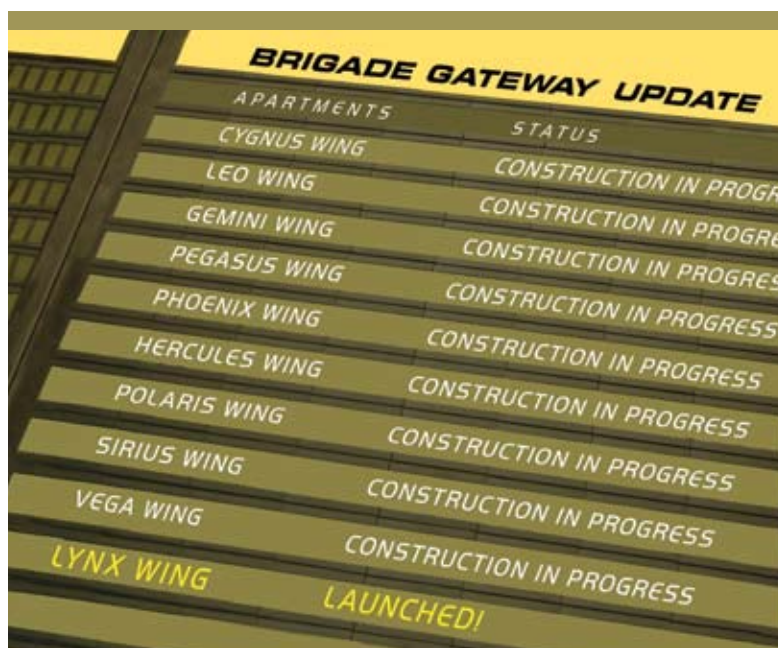 BRIGADE GATEWAY UPDATE
APARTMENTS STATUS
CYGNUS WING CONSTRUCTION IN PROGR
LEO WING CONSTRUCTION IN PROGRE
GEMINI WING CONSTRUCTION IN PROGRES
PEGASUS WING CONSTRUCTION IN PROGRESS
PHOENIX WING CONSTRUCTION IN PROGRESS
HERCULES WING CONSTRUCTION IN PROGRESS
POLARIS WING CONSTRUCTION IN PROGRESS
SIRIUS WING CONSTRUCTION IN PROGRESS
VEGA WING CONSTRUCTION IN PROGRESS
LYNX WING LAUNCHED!